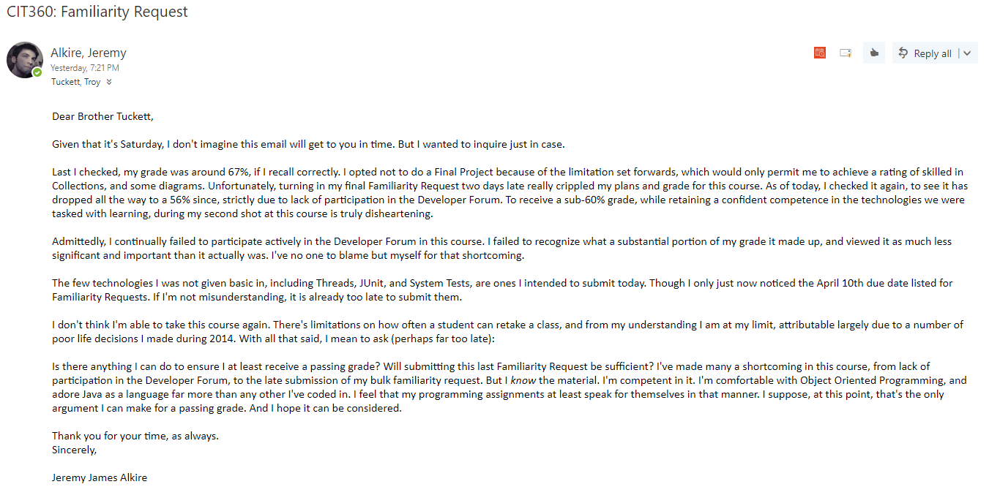 CIT360: Familiarity Request
Alkire, Jeremy
Yesterday, 7:21 PM
Tuckett, Troy
Reply all
Dear Brother Tuckett,
Given that it's Saturday, I don't imagine this email will get to you in time. But I wanted to inquire just in case.
Last I checked, my grade was around 67%, if I recall correctly. I opted not to do a Final Project because of the limitation set forwards, which would only permit me to achieve a rating of skilled in
Collections, and some diagrams. Unfortunately, turning in my final Familiarity Request two days late really crippled my plans and grade for this course. As of today, I checked it again, to see it has
dropped all the way to a 56% since, strictly due to lack of participation in the Developer Forum. To receive a sub-60% grade, while retaining a confident competence in the technologies we were
tasked with learning, during my second shot at this course is truly disheartening.
Admittedly, I continually failed to participate actively in the Developer Forum in this course. I failed to recognize what a substantial portion of my grade it made up, and viewed it as much less
significant and important than it actually was. I've no one to blame but myself for that shortcoming.
The few technologies I was not given basic in, including Threads, JUnit, and System Tests, are ones I intended to submit today. Though I only just now noticed the April 10th due date listed for
Familiarity Requests. If I'm not misunderstanding, it is already too late to submit them.
I don't think I'm able to take this course again. There's limitations on how often a student can retake a class, and from my understanding I am at my limit, attributable largely due to a number of
poor life decisions I made during 2014. With all that said, I mean to ask (perhaps far too late):
Is there anything I can do to ensure I at least receive a passing grade? Will submitting this last Familiarity Request be sufficient? I've made many a shortcoming in this course, from lack of
participation in the Developer Forum, to the late submission of my bulk familiarity request. But I know the material. I'm competent in it. I'm comfortable with Object Oriented Programming, and
adore Java as a language far more than any other I've coded in. I feel that my programming assignments at least speak for themselves in that manner. I suppose, at this point, that's the only
argument I can make for a passing grade. And I hope it can be considered.
Thank you for your time, as always.
Sincerely,
Jeremy James Alkire